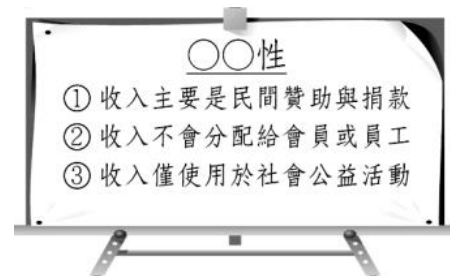 ○○性
①收入主要是民間贊助與捐款
②收入不會分配給會員或員工
③收入僅使用於社會公益活動